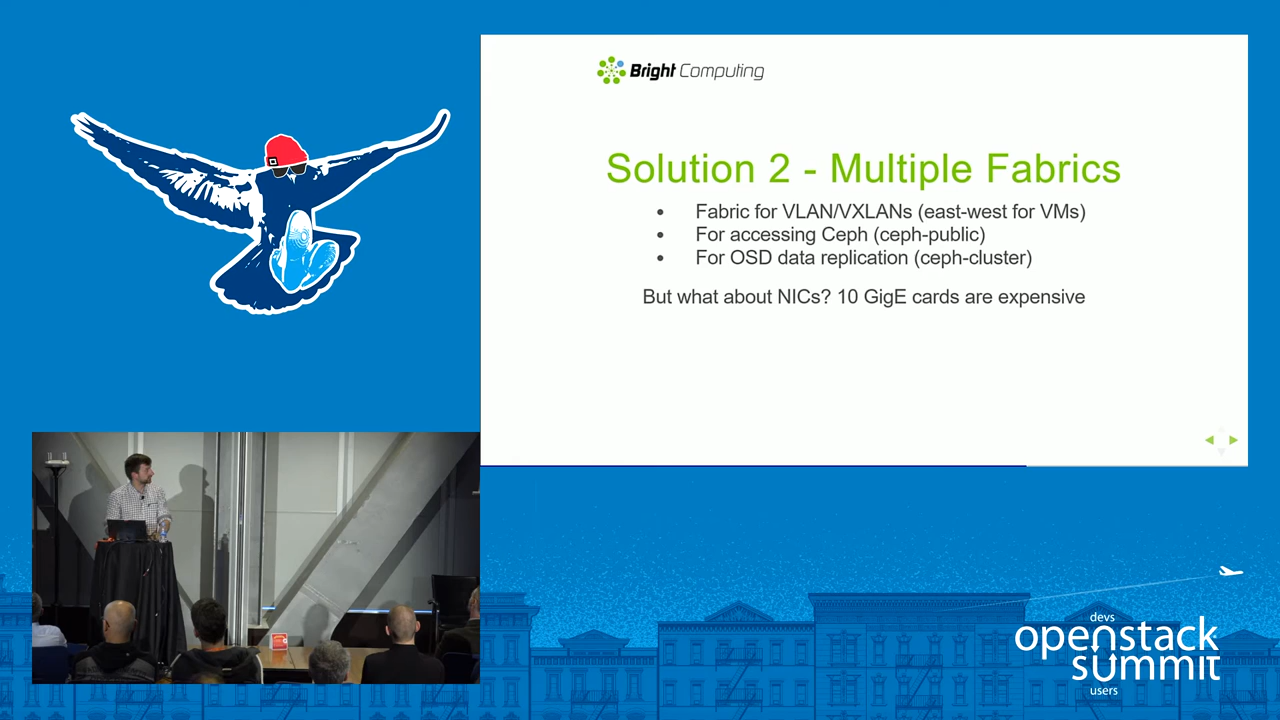 Bright Computing
Solution 2 - Multiple Fabrics
• Fabric for VLAN/VXLANs (east-west for VMs)
• For accessing Ceph (ceph-public)
• For OSD data replication (ceph-cluster)
But what about NICs? 10 GigE cards are expensive
devs
openstack
summit
users